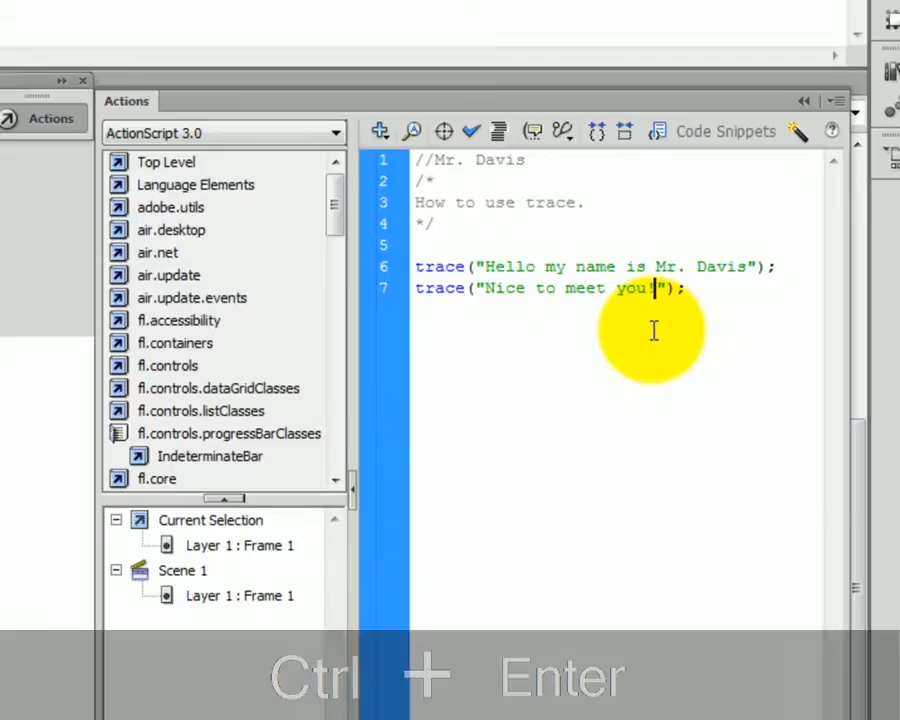 Actions
Actions
ActionScript 3.0
Code Snippets
Top Level
Language Elements
adobe.utils
air.desktop
air.net
air.update
air.update.events
fl.accessibility
fl.containers
fl.controls
fl.controls.dataGridClasses
fl.controls.listClasses
fl.controls.progressBarClasses
IndeterminateBar
fl.core
Current Selection
Layer 1 : Frame 1
Scene 1
Layer 1 : Frame 1
1 //Mr. Davis
2 /*
3 How to use trace.
4 */
5
6 trace("Hello my name is Mr. Davis");
7 trace("Nice to meet you!");
Ctrl + Enter